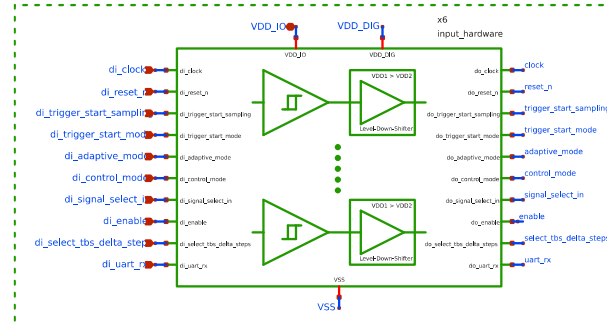 x6
VDD_IO
VDD_DIG
input_hardware
VDD_IO
VDD_DIG
di_clock
di_clock
do_clock
clock
di_reset_n
di_reset_n
do_reset_n
reset_n
di_trigger_start_sampling
di_trigger_start_sampling
do_trigger_start_sampling
trigger_start_sampling
di_trigger_start_mode
di_trigger_start_mode
do_trigger_start_mode
trigger_start_mode
di_adaptive_mode
di_adaptive_mode
do_adaptive_mode
adaptive_mode
di_control_mode
di_control_mode
do_control_mode
control_mode
di_signal_select_in
di_signal_select_in
do_signal_select_in
signal_select_in
di_enable
di_enable
do_enable
enable
di_select_tbs_delta_steps
di_select_tbs_delta_steps
do_select_tbs_delta_steps
select_tbs_delta_steps
di_uart_rx
di_uart_rx
do_uart_rx
uart_rx
VDD1 > VDD2
Level-Down-Shifter
VDD1 > VDD2
Level-Down-Shifter
VSS
VSS